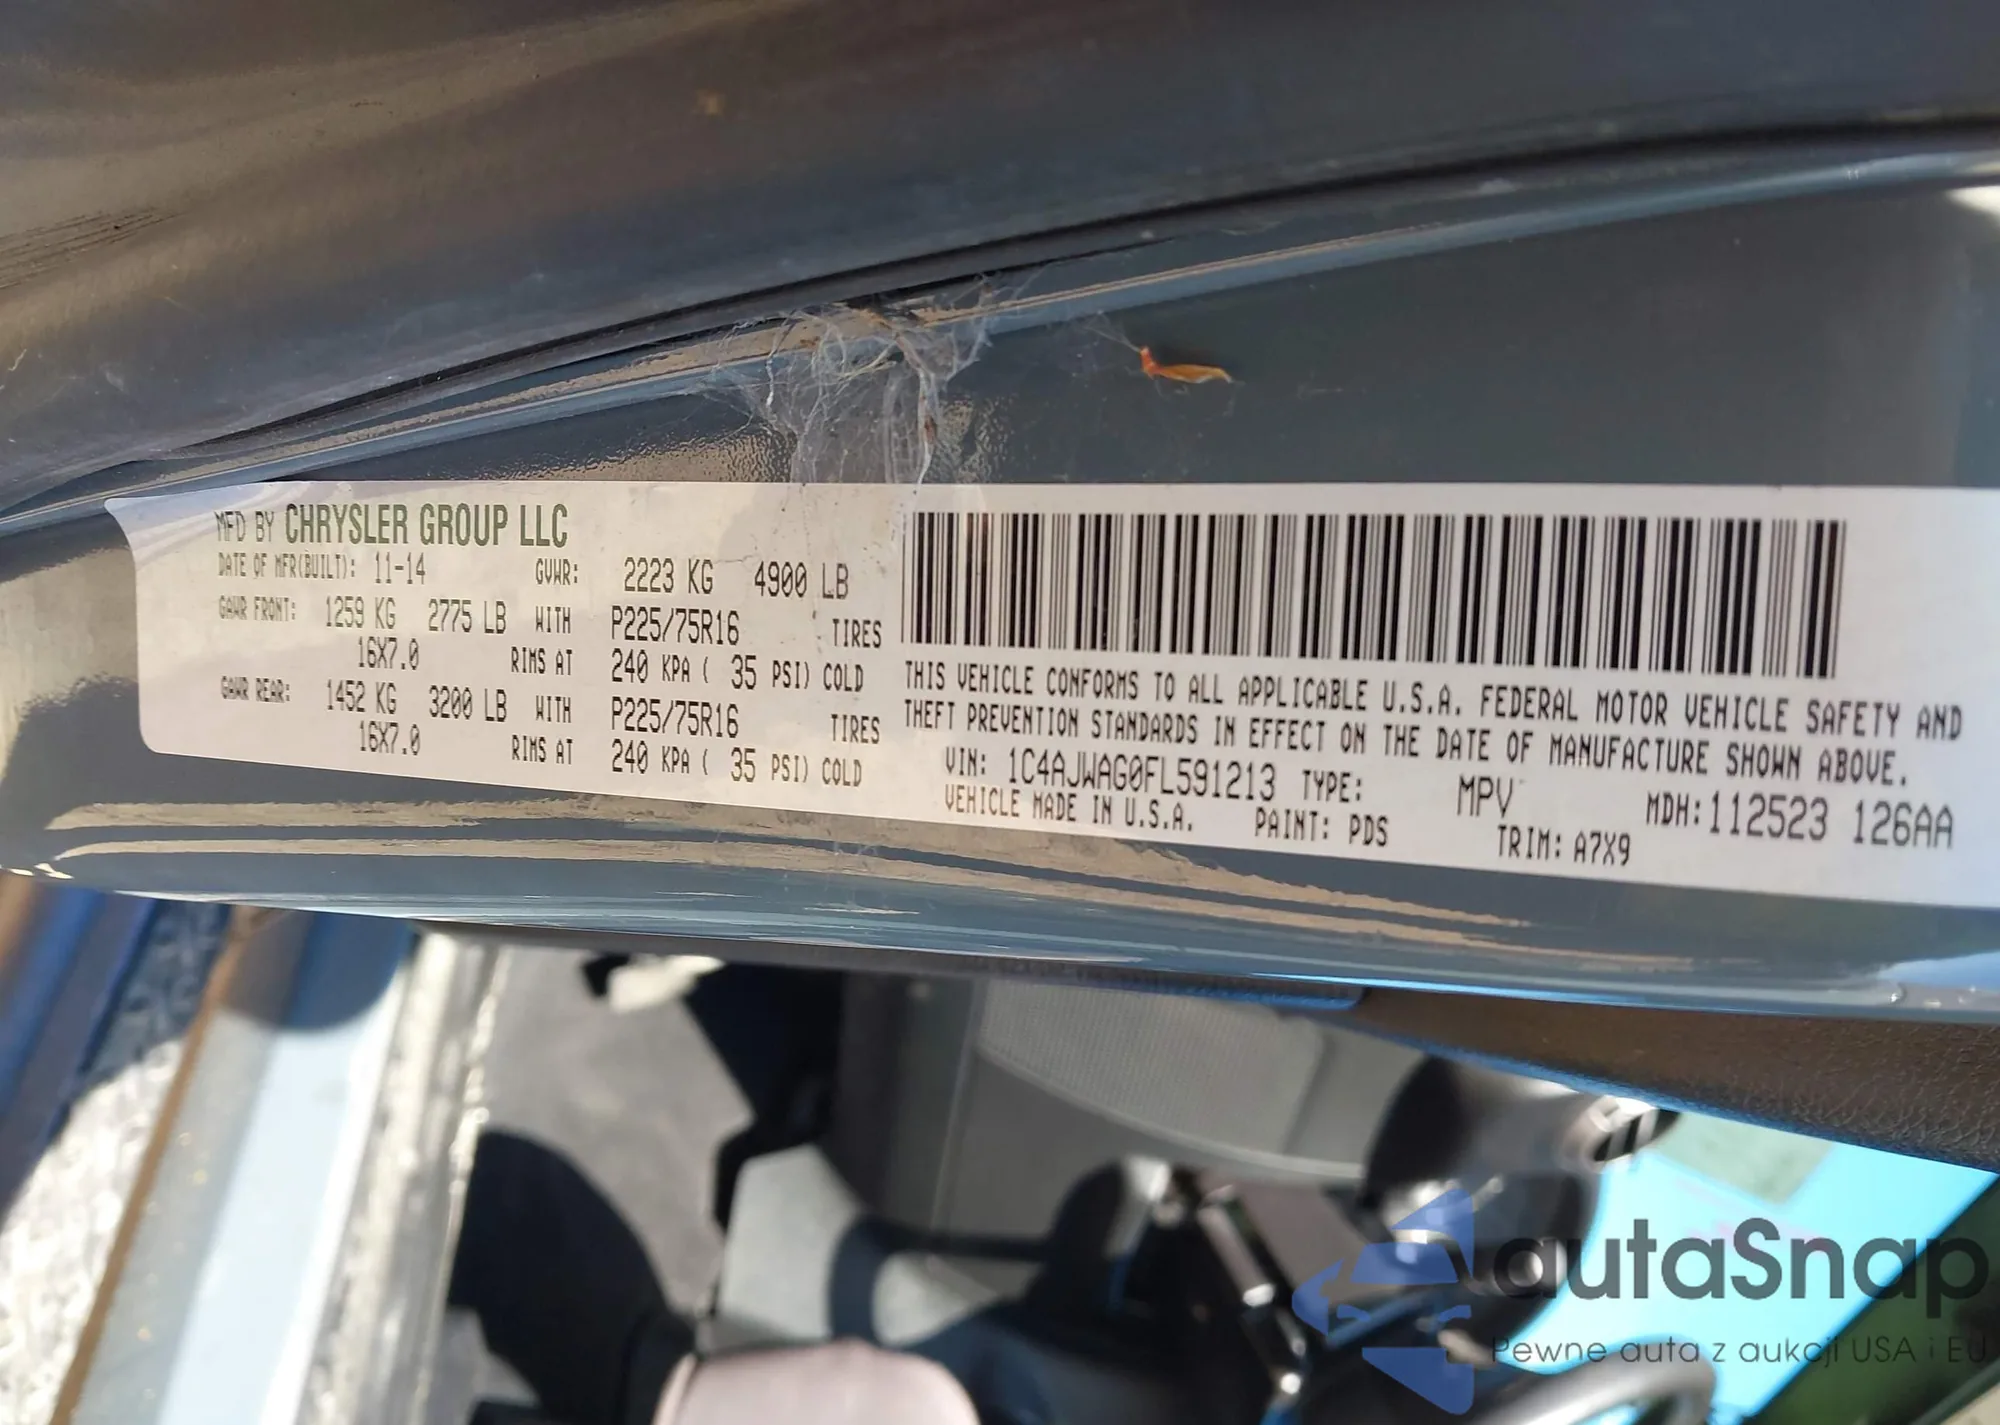 MFD BY CHRYSLER GROUP LLC
DATE OF MFR(BUILT): 11-14 GVWR: 2223 KG 4900 LB
GAWR FRONT: 1259 KG 2775 LB WITH P225/75R16 TIRES
16X7.0 RIMS AT 240 KPA ( 35 PSI) COLD
GAWR REAR: 1452 KG 3200 LB WITH P225/75R16 TIRES
16X7.0 RIMS AT 240 KPA ( 35 PSI) COLD
THIS VEHICLE CONFORMS TO ALL APPLICABLE U.S.A. FEDERAL MOTOR VEHICLE SAFETY AND
THEFT PREVENTION STANDARDS IN EFFECT ON THE DATE OF MANUFACTURE SHOWN ABOVE.
VIN: 1C4AJWAG0FL591213 TYPE: MPV MDH:112523 126AA
VEHICLE MADE IN U.S.A. PAINT: PDS TRIM: A7X9
autaSnap
Pewne auta z aukcji USA i EU